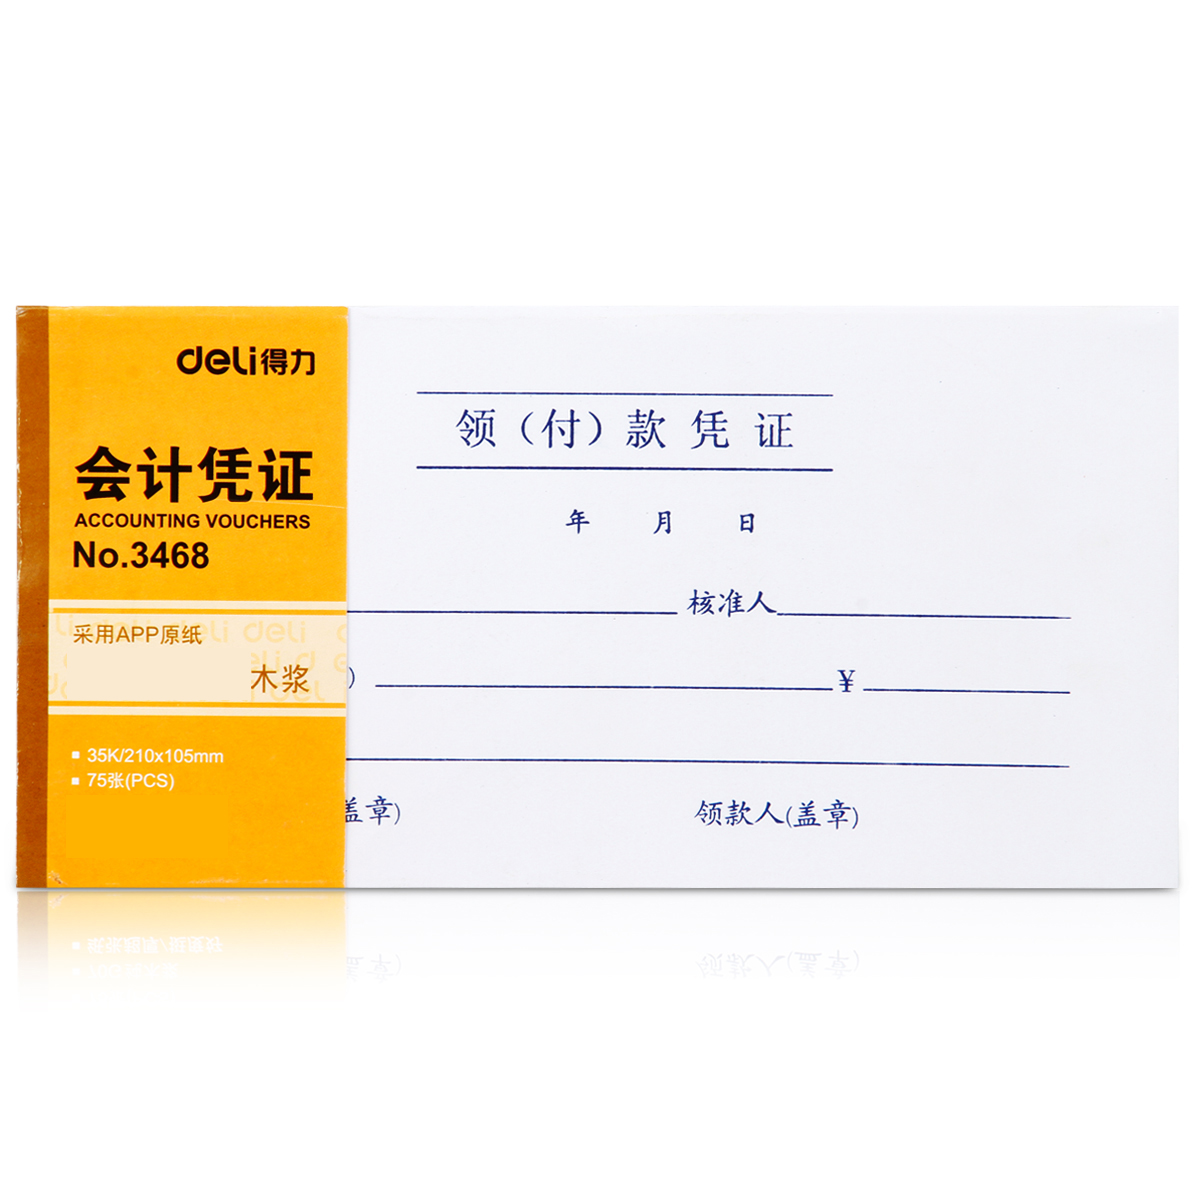 deli得力
会计凭证
ACCOUNTING VOUCHERS
No.3468
采用APP原纸
木浆
35K/210x105mm
75张(PCS)
领（付）款凭证
年 月 日
核准人
) ¥
盖章) 领款人(盖章)